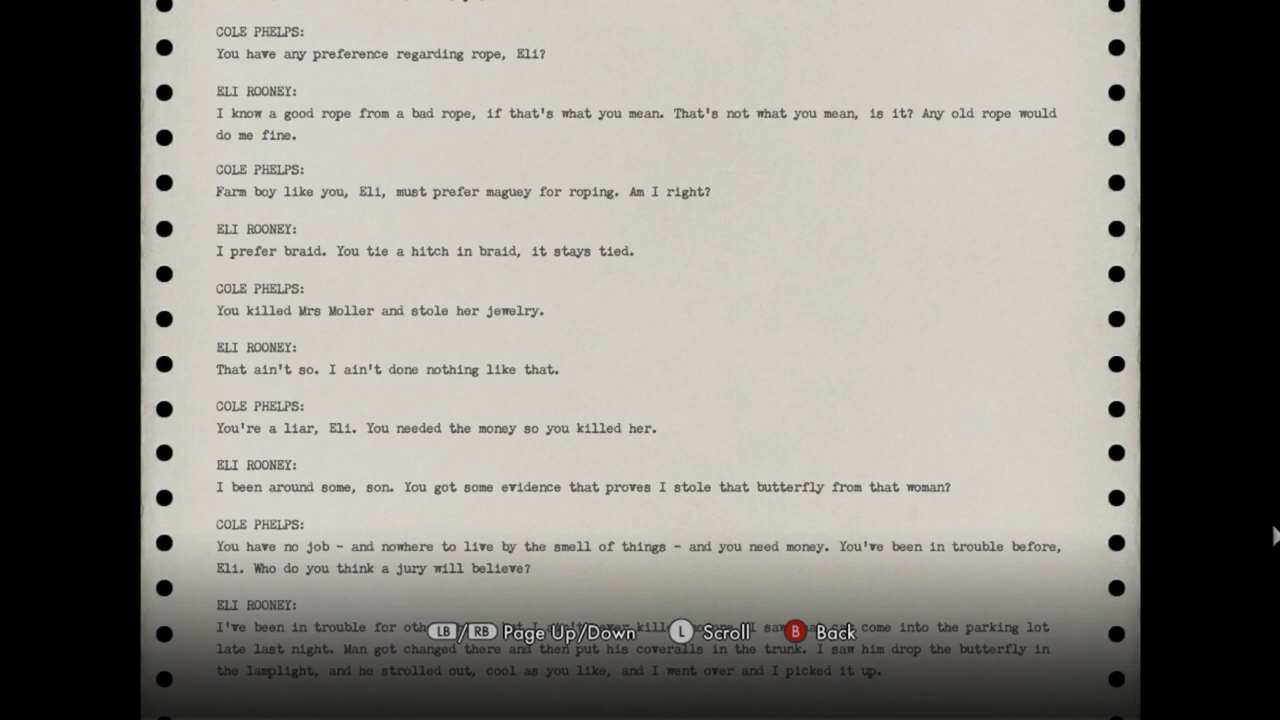 COLE PHELPS:
You have any preference regarding rope, Eli?
ELI ROONEY:
I know a good rope from a bad rope, if that's what you mean. That's not what you mean, is it? Any old rope would
do me fine.
COLE PHELPS:
Farm boy like you, Eli, must prefer maguey for roping. Am I right?
ELI ROONEY:
I prefer braid. You tie a hitch in braid, it stays tied.
COLE PHELPS:
You killed Mrs Moller and stole her jewelry.
ELI ROONEY:
That ain't so. I ain't done nothing like that.
COLE PHELPS:
You're a liar, Eli. You needed the money so you killed her.
ELI ROONEY:
I been around some, son. You got some evidence that proves I stole that butterfly from that woman?
COLE PHELPS:
You have no job - and nowhere to live by the smell of things - and you need money. You've been in trouble before,
Eli. Who do you think a jury will believe?
ELI ROONEY:
I've been in trouble for I come into the parking lot
late last night. Man got changed there and then put his coveralls in the trunk. I saw him drop the butterfly in
the lamplight, and he strolled out, cool as you like, and I went over and I picked it up.
LB/RB Page Up/Down L Scroll B Back